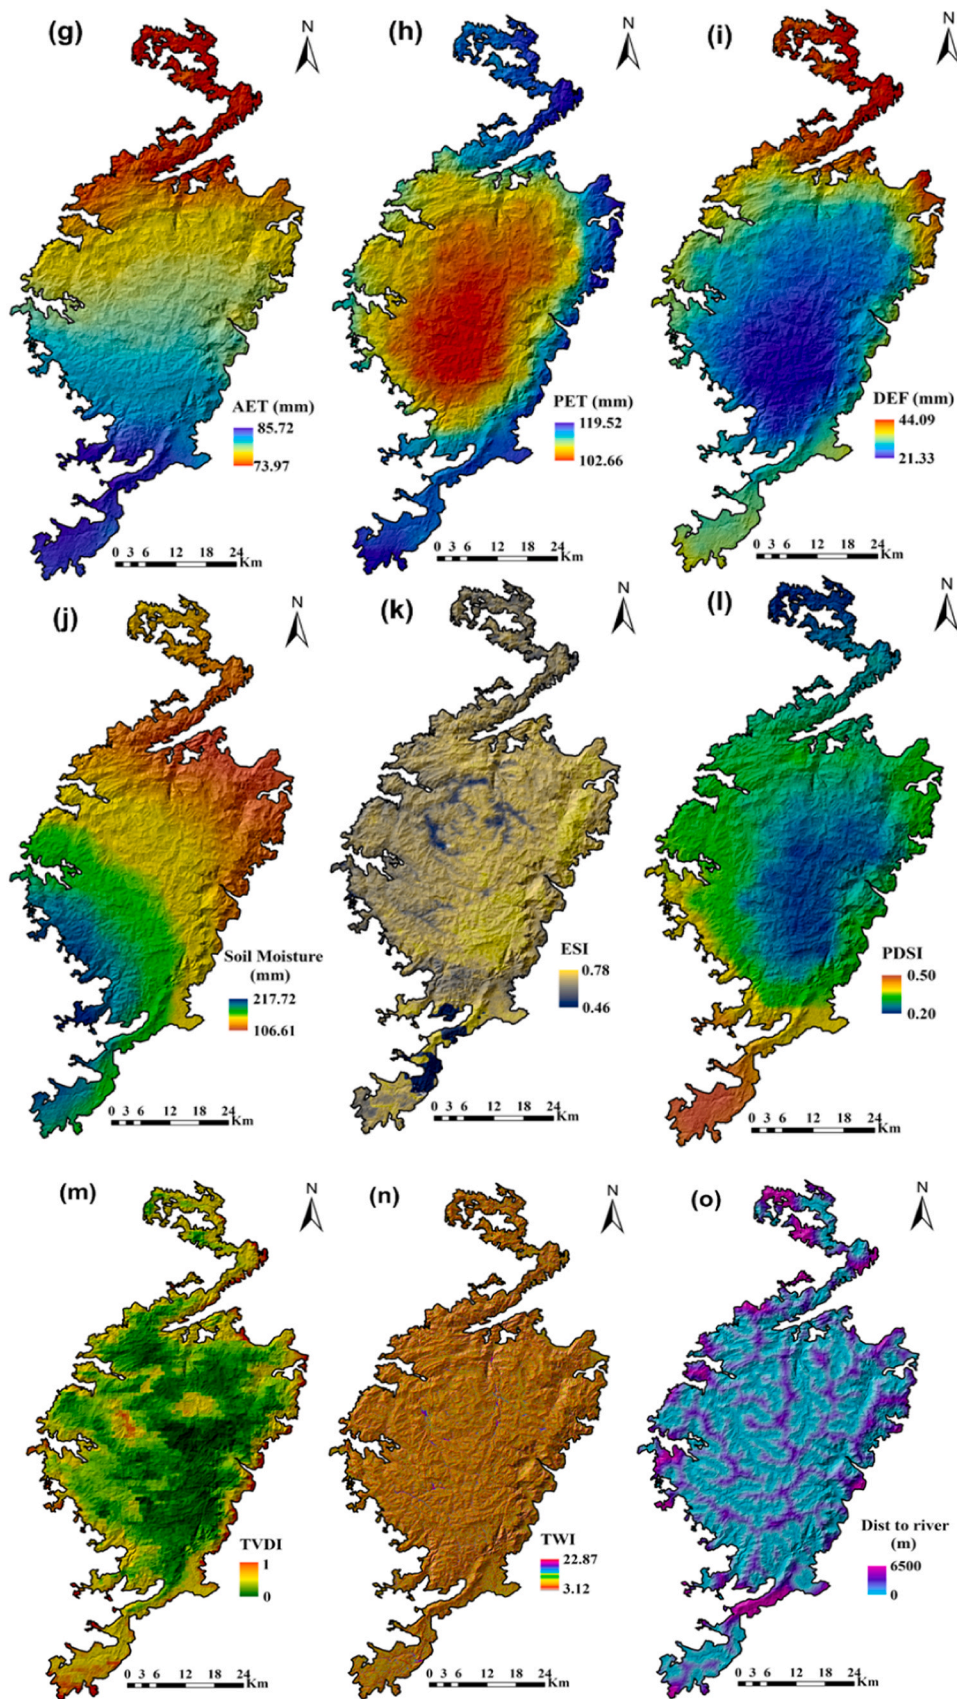 (g)
N
AET (mm)
85.72
73.97
0 3 6 12 18 24
Km
(h)
N
PET (mm)
119.52
102.66
0 3 6 12 18 24
Km
(i)
N
DEF (mm)
44.09
21.33
0 3 6 12 18 24
Km
(j)
N
Soil Moisture
(mm)
217.72
106.61
0 3 6 12 18 24
Km
(k)
N
ESI
0.78
0.46
0 3 6 12 18 24
Km
(l)
N
PDSI
0.50
0.20
0 3 6 12 18 24
Km
(m)
N
TVDI
1
0
0 3 6 12 18 24
Km
(n)
N
TWI
22.87
3.12
0 3 6 12 18 24
Km
(o)
N
Dist to river
(m)
6500
0
0 3 6 12 18 24
Km